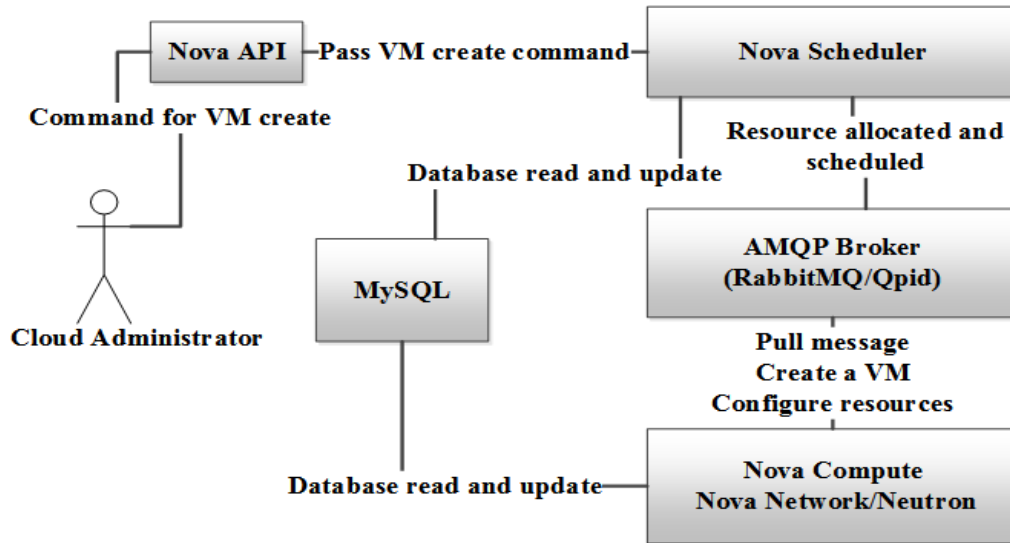 Nova API
Pass VM create command
Nova Scheduler
Command for VM create
Resource allocated and
scheduled
Database read and update
AMQP Broker
(RabbitMQ/Qpid)
MySQL
Cloud Administrator
Pull message
Create a VM
Configure resources
Database read and update
Nova Compute
Nova Network/Neutron